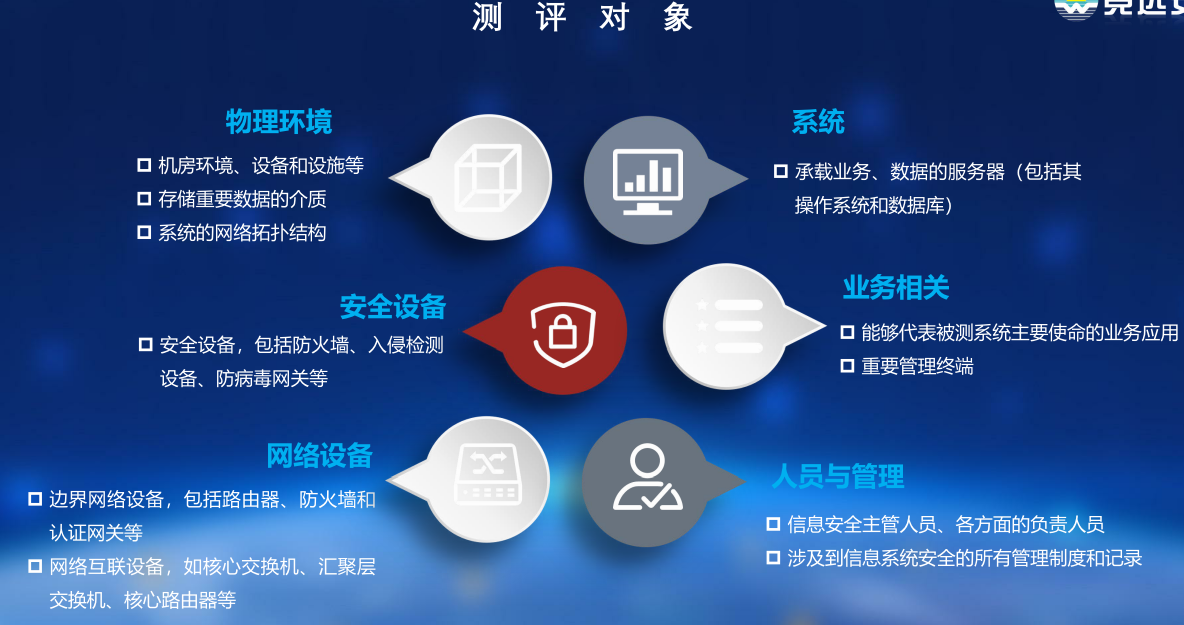 测评对象
物理环境
机房环境、设备和设施等
存储重要数据的介质
系统的网络拓扑结构
系统
承载业务、数据的服务器（包括其
操作系统和数据库）
安全设备
安全设备，包括防火墙、入侵检测
设备、防病毒网关等
业务相关
能够代表被测系统主要使命的业务应用
重要管理终端
网络设备
边界网络设备，包括路由器、防火墙和
认证网关等
网络互联设备，如核心交换机、汇聚层
交换机、核心路由器等
人员与管理
信息安全主管人员、各方面的负责人员
涉及到信息系统安全的所有管理制度和记录